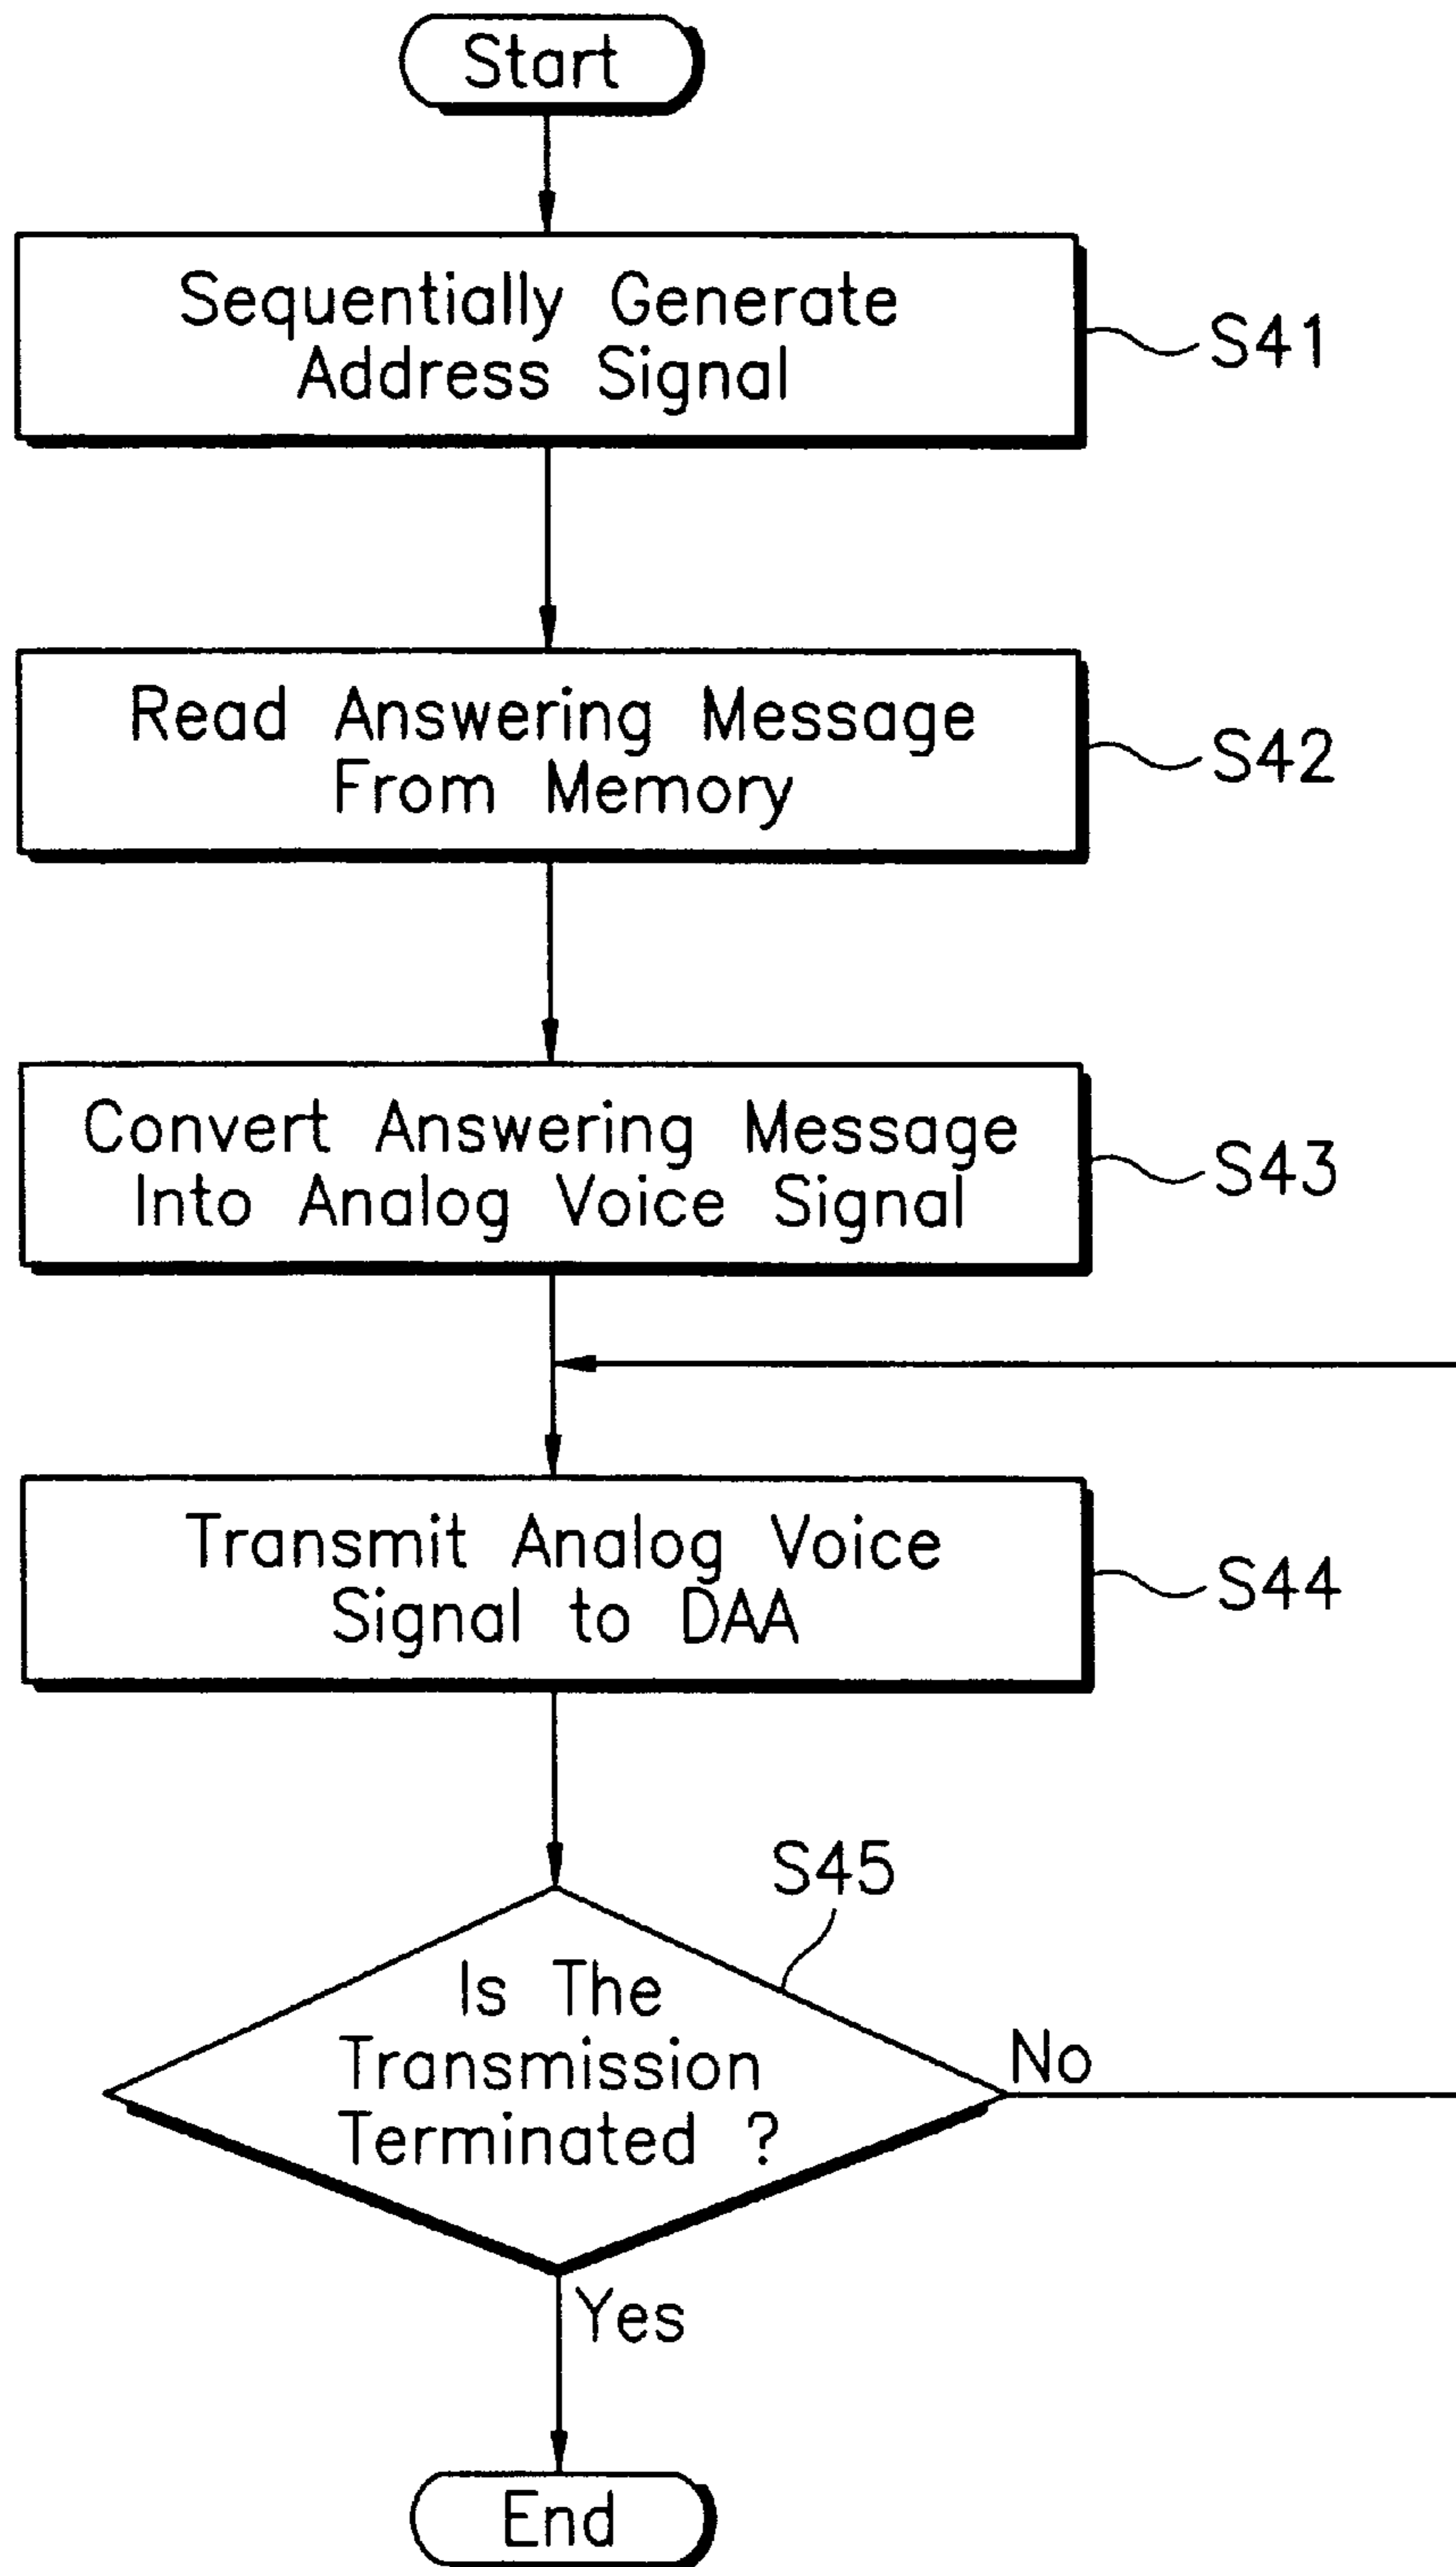 Start
Sequentially Generate
Address Signal
S41
Read Answering Message
From Memory
S42
Convert Answering Message
Into Analog Voice Signal
S43
Transmit Analog Voice
Signal to DAA
S44
S45
Is The
Transmission
Terminated ?
No
Yes
End